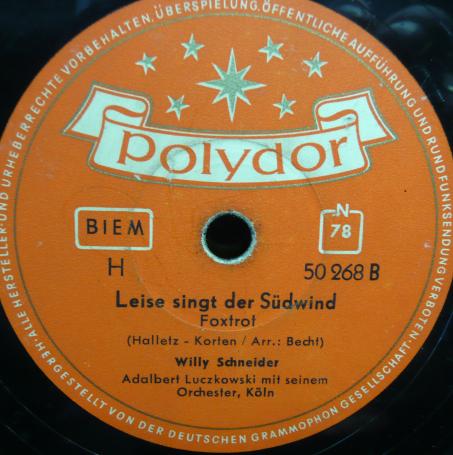 ALLE HERSTELLER- UND URHEBERRECHTE VORBEHALTEN. ÜBERSPIELUNG, ÖFFENTLICHE AUFFÜHRUNG UND RUNDFUNKSENDUNG VERBOTEN.
HERGESTELLT VON DER DEUTSCHEN GRAMMOPHON GESELLSCHAFT
polydor
BIEM
N
78
H
50 268 B
Leise singt der Südwind
Foxtrot
(Halletz - Korten / Arr.: Becht)
Willy Schneider
Adalbert Luczkowski mit seinem
Orchester, Köln